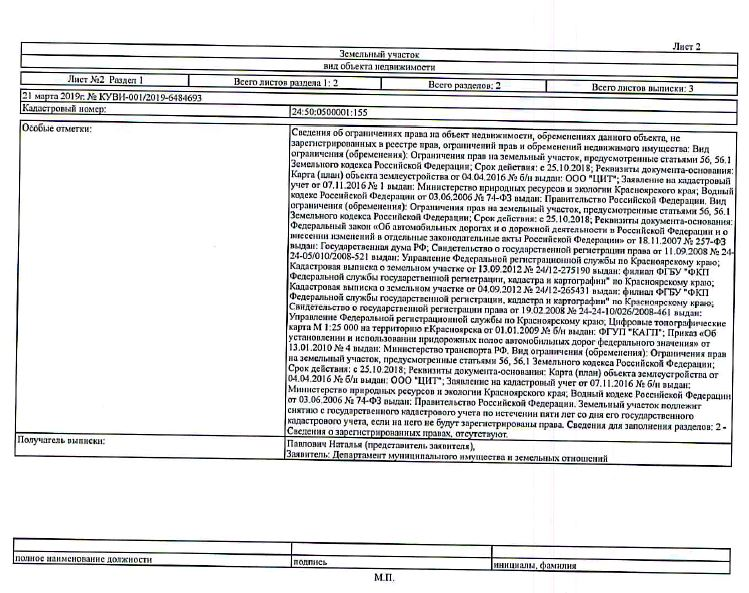 Лист 2
Земельный участок
вид объекта недвижимости
Лист №2 Раздел 1 Всего листов раздела 1: 2 Всего разделов: 2 Всего листов выписки: 3
21 марта 2019г. № КУВИ-001/2019-6484693
Кадастровый номер: 24:50:0500001:155
Особые отметки:
Сведения об ограничениях права на объект недвижимости, обременениях данного объекта, не
зарегистрированных в реестре прав, ограничений прав и обременений недвижимого имущества: Вид
ограничения (обременения): Ограничения прав на земельный участок, предусмотренные статьями 56, 56.1
Земельного кодекса Российской Федерации; Срок действия: с 25.10.2018; Реквизиты документа-основания:
Карта (план) объекта землеустройства от 04.04.2016 № б/н выдан: ООО "ЦИТ"; Заявление на кадастровый
учет от 07.11.2016 № 1 выдан: Министерство природных ресурсов и экологии Красноярского края; Водный
кодекс Российской Федерации от 03.06.2006 № 74-ФЗ выдан: Правительство Российской Федерации. Вид
ограничения (обременения): Ограничения прав на земельный участок, предусмотренные статьями 56, 56.1
Земельного кодекса Российской Федерации; Срок действия: с 25.10.2018; Реквизиты документа-основания:
Федеральный закон «Об автомобильных дорогах и о дорожной деятельности в Российской Федерации и о
внесении изменений в отдельные законодательные акты Российской Федерации» от 18.11.2007 № 257-ФЗ
выдан: Государственная дума РФ; Свидетельство о государственной регистрации права от 11.09.2008 № 24-
24-05/010/2008-521 выдан: Управление Федеральной регистрационной службы по Красноярскому краю;
Кадастровая выписка о земельном участке от 13.09.2012 № 24/12-275190 выдан: филиал ФГБУ "ФКП
Федеральной службы государственной регистрации, кадастра и картографии" по Красноярскому краю;
Кадастровая выписка о земельном участке от 04.09.2012 № 24/12-265431 выдан: филиал ФГБУ "ФКП
Федеральной службы государственной регистрации, кадастра и картографии" по Красноярскому краю;
Свидетельство о государственной регистрации права от 19.02.2008 № 24-24-10/026/2008-461 выдан:
Управление Федеральной регистрационной службы по Красноярскому краю; Цифровые топографические
карта М 1:25 000 на территорию г.Красноярска от 01.01.2009 № б/н выдан: ФГУП "КАГП"; Приказ «Об
установлении и использовании придорожных полос автомобильных дорог федерального значения» от
13.01.2010 № 4 выдан: Министерство транспорта РФ. Вид ограничения (обременения): Ограничения прав
на земельный участок, предусмотренные статьями 56, 56.1 Земельного кодекса Российской Федерации;
Срок действия: с 25.10.2018; Реквизиты документа-основания: Карта (план) объекта землеустройства от
04.04.2016 № б/н выдан: ООО "ЦИТ"; Заявление на кадастровый учет от 07.11.2016 № б/н выдан:
Министерство природных ресурсов и экологии Красноярского края; Водный кодекс Российской Федерации
от 03.06.2006 № 74-ФЗ выдан: Правительство Российской Федерации. Земельный участок подлежит
снятию с государственного кадастрового учета по истечении пяти лет со дня его государственного
кадастрового учета, если на него не будут зарегистрированы права. Сведения для заполнения разделов: 2 -
Сведения о зарегистрированных правах, отсутствуют.
Получатель выписки:
Павлович Наталья (представитель заявителя),
Заявитель: Департамент муниципального имущества и земельных отношений
полное наименование должности подпись инициалы, фамилия
М.П.